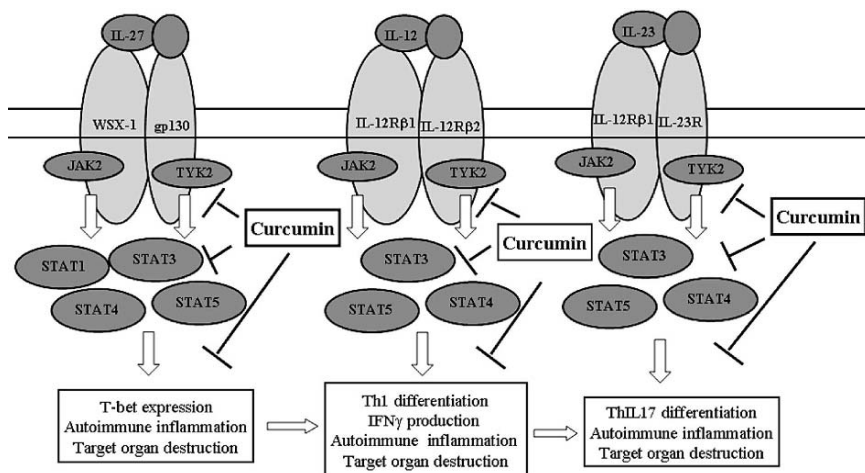 IL-27
IL-12
IL-23
WSX-1
gp130
IL-12Rβ1
IL-12Rβ2
IL-12Rβ1
IL-23R
JAK2
TYK2
JAK2
TYK2
JAK2
TYK2
Curcumin
Curcumin
Curcumin
STAT1
STAT3
STAT4
STAT5
STAT3
STAT5
STAT4
STAT3
STAT5
STAT4
T-bet expression
Autoimmune inflammation
Target organ destruction
Th1 differentiation
IFNγ production
Autoimmune inflammation
Target organ destruction
ThIL17 differentiation
Autoimmune inflammation
Target organ destruction